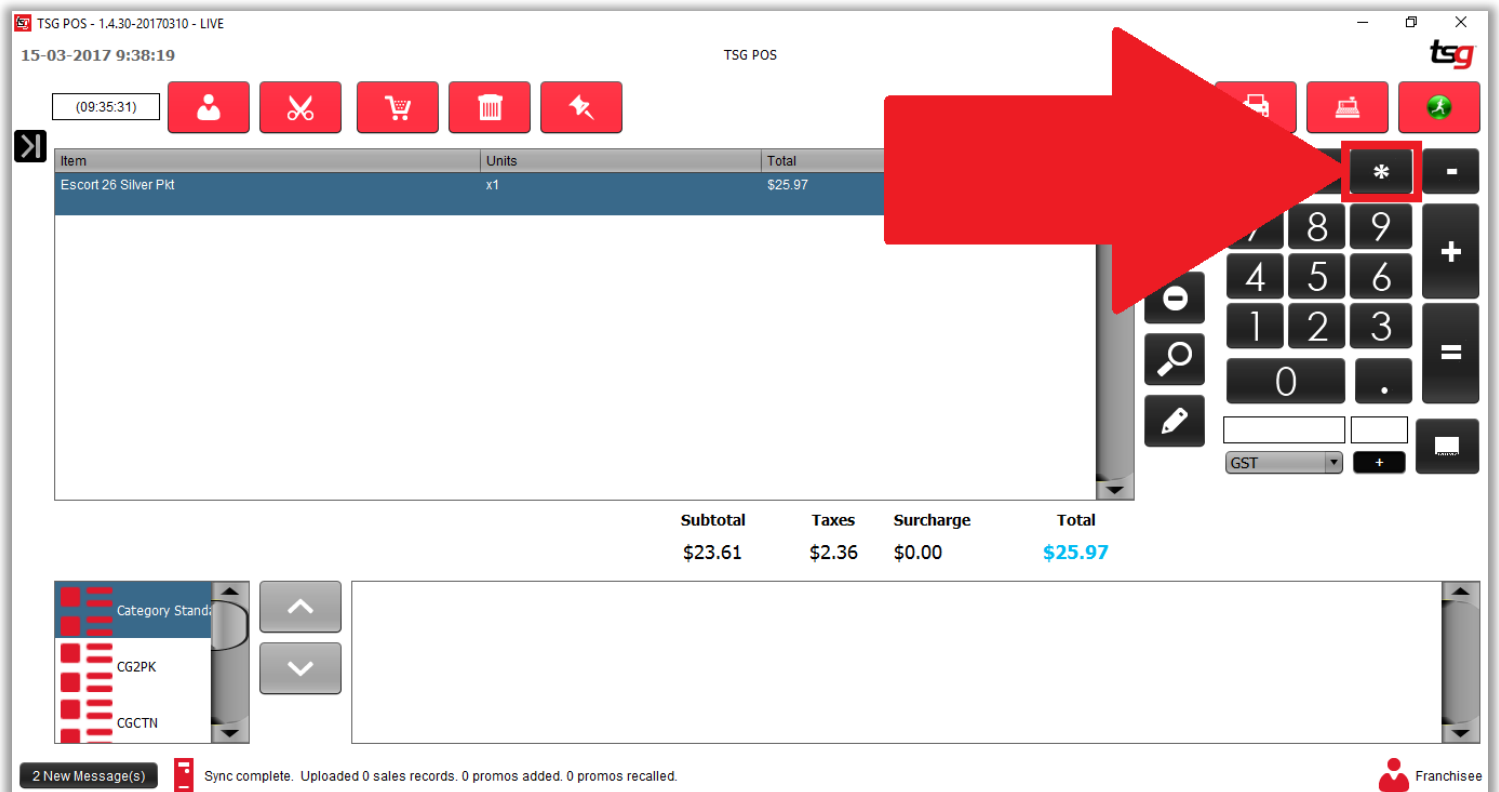 TSG POS - 1.4.30-20170310 - LIVE
15-03-2017 9:38:19
TSG POS
tsg
(09:35:31)
Item Units Total
Escort 26 Silver Pkt x1 $25.97
* -
7 8 9 +
4 5 6
1 2 3 =
0 .
GST +
Subtotal Taxes Surcharge Total
$23.61 $2.36 $0.00 $25.97
Category Standa
CG2PK
CGCTN
2 New Message(s) Sync complete. Uploaded 0 sales records. 0 promos added. 0 promos recalled. Franchisee